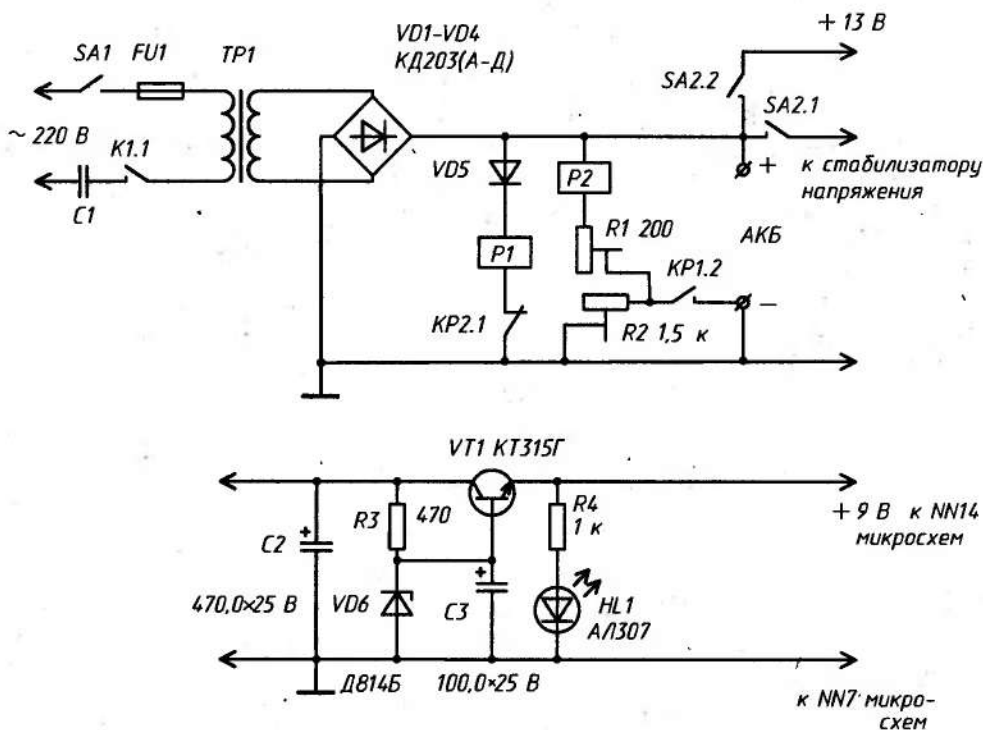 VD1-VD4
КД203(А-Д)
+ 13 В
SA1 FU1 TP1
SA2.2
SA2.1
~ 220 В
K1.1
C1
VD5
P2
+
к стабилизатору
напряжения
R1 200
АКБ
P1
KP1.2
−
KP2.1
R2 1,5 к
VT1 КТ315Г
R3 470
R4
1 к
+ 9 В к NN14
микросхем
C2
+
+
470,0×25 В
VD6
C3
HL1
АЛ307
Д814Б
100,0×25 В
к NN7 микро-
схем